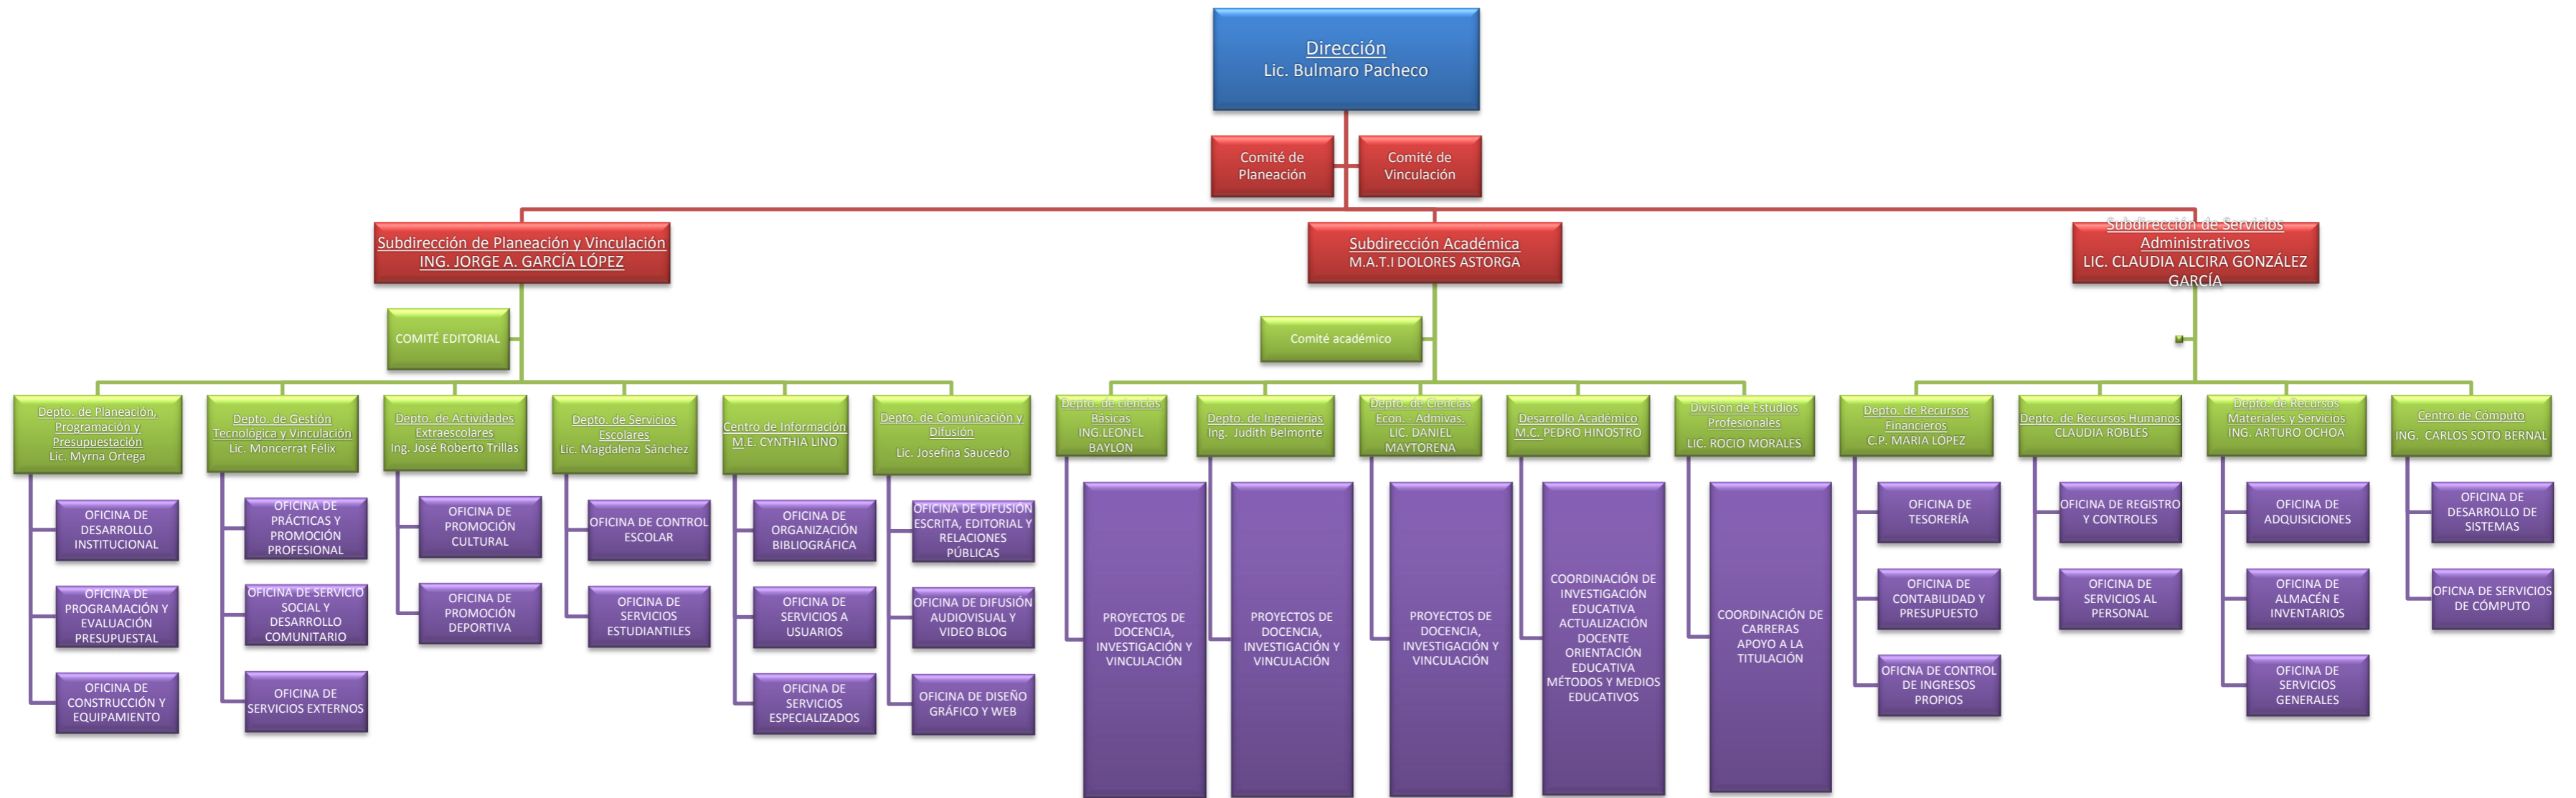 Dirección
Lic. Bulmaro Pacheco
Comité de
Planeación
Comité de
Vinculación
Subdirección de Planeación y Vinculación
ING. JORGE A. GARCÍA LÓPEZ
Subdirección Académica
M.A.T.I DOLORES ASTORGA
Subdirección de Servicios
Administrativos
LIC. CLAUDIA ALCIRA GONZÁLEZ
GARCÍA
COMITÉ EDITORIAL
Comité académico
Depto. de Planeación,
Programación y
Presupuestación
Lic. Myrna Ortega
Depto. de Gestión
Tecnológica y Vinculación
Lic. Moncerrat Félix
Depto. de Actividades
Extraescolares
Ing. José Roberto Trillas
Depto. de Servicios
Escolares
Lic. Magdalena Sánchez
Centro de Información
M.E. CYNTHIA LINO
Depto. de Comunicación y
Difusión
Lic. Josefina Saucedo
Depto. de ciencias
Básicas
ING.LEONEL
BAYLON
Depto. de Ingenierías
Ing. Judith Belmonte
Depto. de Ciencias
Econ. - Admivas.
LIC. DANIEL
MAYTORENA
Desarrollo Académico
M.C. PEDRO HINOSTRO
División de Estudios
Profesionales
LIC. ROCIO MORALES
Depto. de Recursos
Financieros
C.P. MARIA LÓPEZ
Depto. de Recursos Humanos
CLAUDIA ROBLES
Depto. de Recursos
Materiales y Servicios
ING. ARTURO OCHOA
Centro de Cómputo
ING. CARLOS SOTO BERNAL
OFICINA DE
DESARROLLO
INSTITUCIONAL
OFICINA DE
PROGRAMACIÓN Y
EVALUACIÓN
PRESUPUESTAL
OFICINA DE
CONSTRUCCIÓN Y
EQUIPAMIENTO
OFICINA DE
PRÁCTICAS Y
PROMOCIÓN
PROFESIONAL
OFICINA DE SERVICIO
SOCIAL Y
DESARROLLO
COMUNITARIO
OFICINA DE
SERVICIOS EXTERNOS
OFICINA DE
PROMOCIÓN
CULTURAL
OFICINA DE
PROMOCIÓN
DEPORTIVA
OFICINA DE CONTROL
ESCOLAR
OFICINA DE
SERVICIOS
ESTUDIANTILES
OFICINA DE
ORGANIZACIÓN
BIBLIOGRÁFICA
OFICINA DE
SERVICIOS A
USUARIOS
OFICINA DE
SERVICIOS
ESPECIALIZADOS
OFICINA DE DIFUSIÓN
ESCRITA, EDITORIAL Y
RELACIONES
PÚBLICAS
OFICINA DE DIFUSIÓN
AUDIOVISUAL Y
VIDEO BLOG
OFICINA DE DISEÑO
GRÁFICO Y WEB
PROYECTOS DE
DOCENCIA,
INVESTIGACIÓN Y
VINCULACIÓN
PROYECTOS DE
DOCENCIA,
INVESTIGACIÓN Y
VINCULACIÓN
PROYECTOS DE
DOCENCIA,
INVESTIGACIÓN Y
VINCULACIÓN
COORDINACIÓN DE
INVESTIGACIÓN
EDUCATIVA
ACTUALIZACIÓN
DOCENTE
ORIENTACIÓN
EDUCATIVA
MÉTODOS Y MEDIOS
EDUCATIVOS
COORDINACIÓN DE
CARRERAS
APOYO A LA
TITULACIÓN
OFICINA DE
TESORERÍA
OFICINA DE
CONTABILIDAD Y
PRESUPUESTO
OFICNA DE CONTROL
DE INGRESOS
PROPIOS
OFICINA DE REGISTRO
Y CONTROLES
OFICINA DE
SERVICIOS AL
PERSONAL
OFICINA DE
ADQUISICIONES
OFICINA DE
ALMACÉN E
INVENTARIOS
OFICINA DE
SERVICIOS
GENERALES
OFICINA DE
DESARROLLO DE
SISTEMAS
OFICNA DE SERVICIOS
DE CÓMPUTO